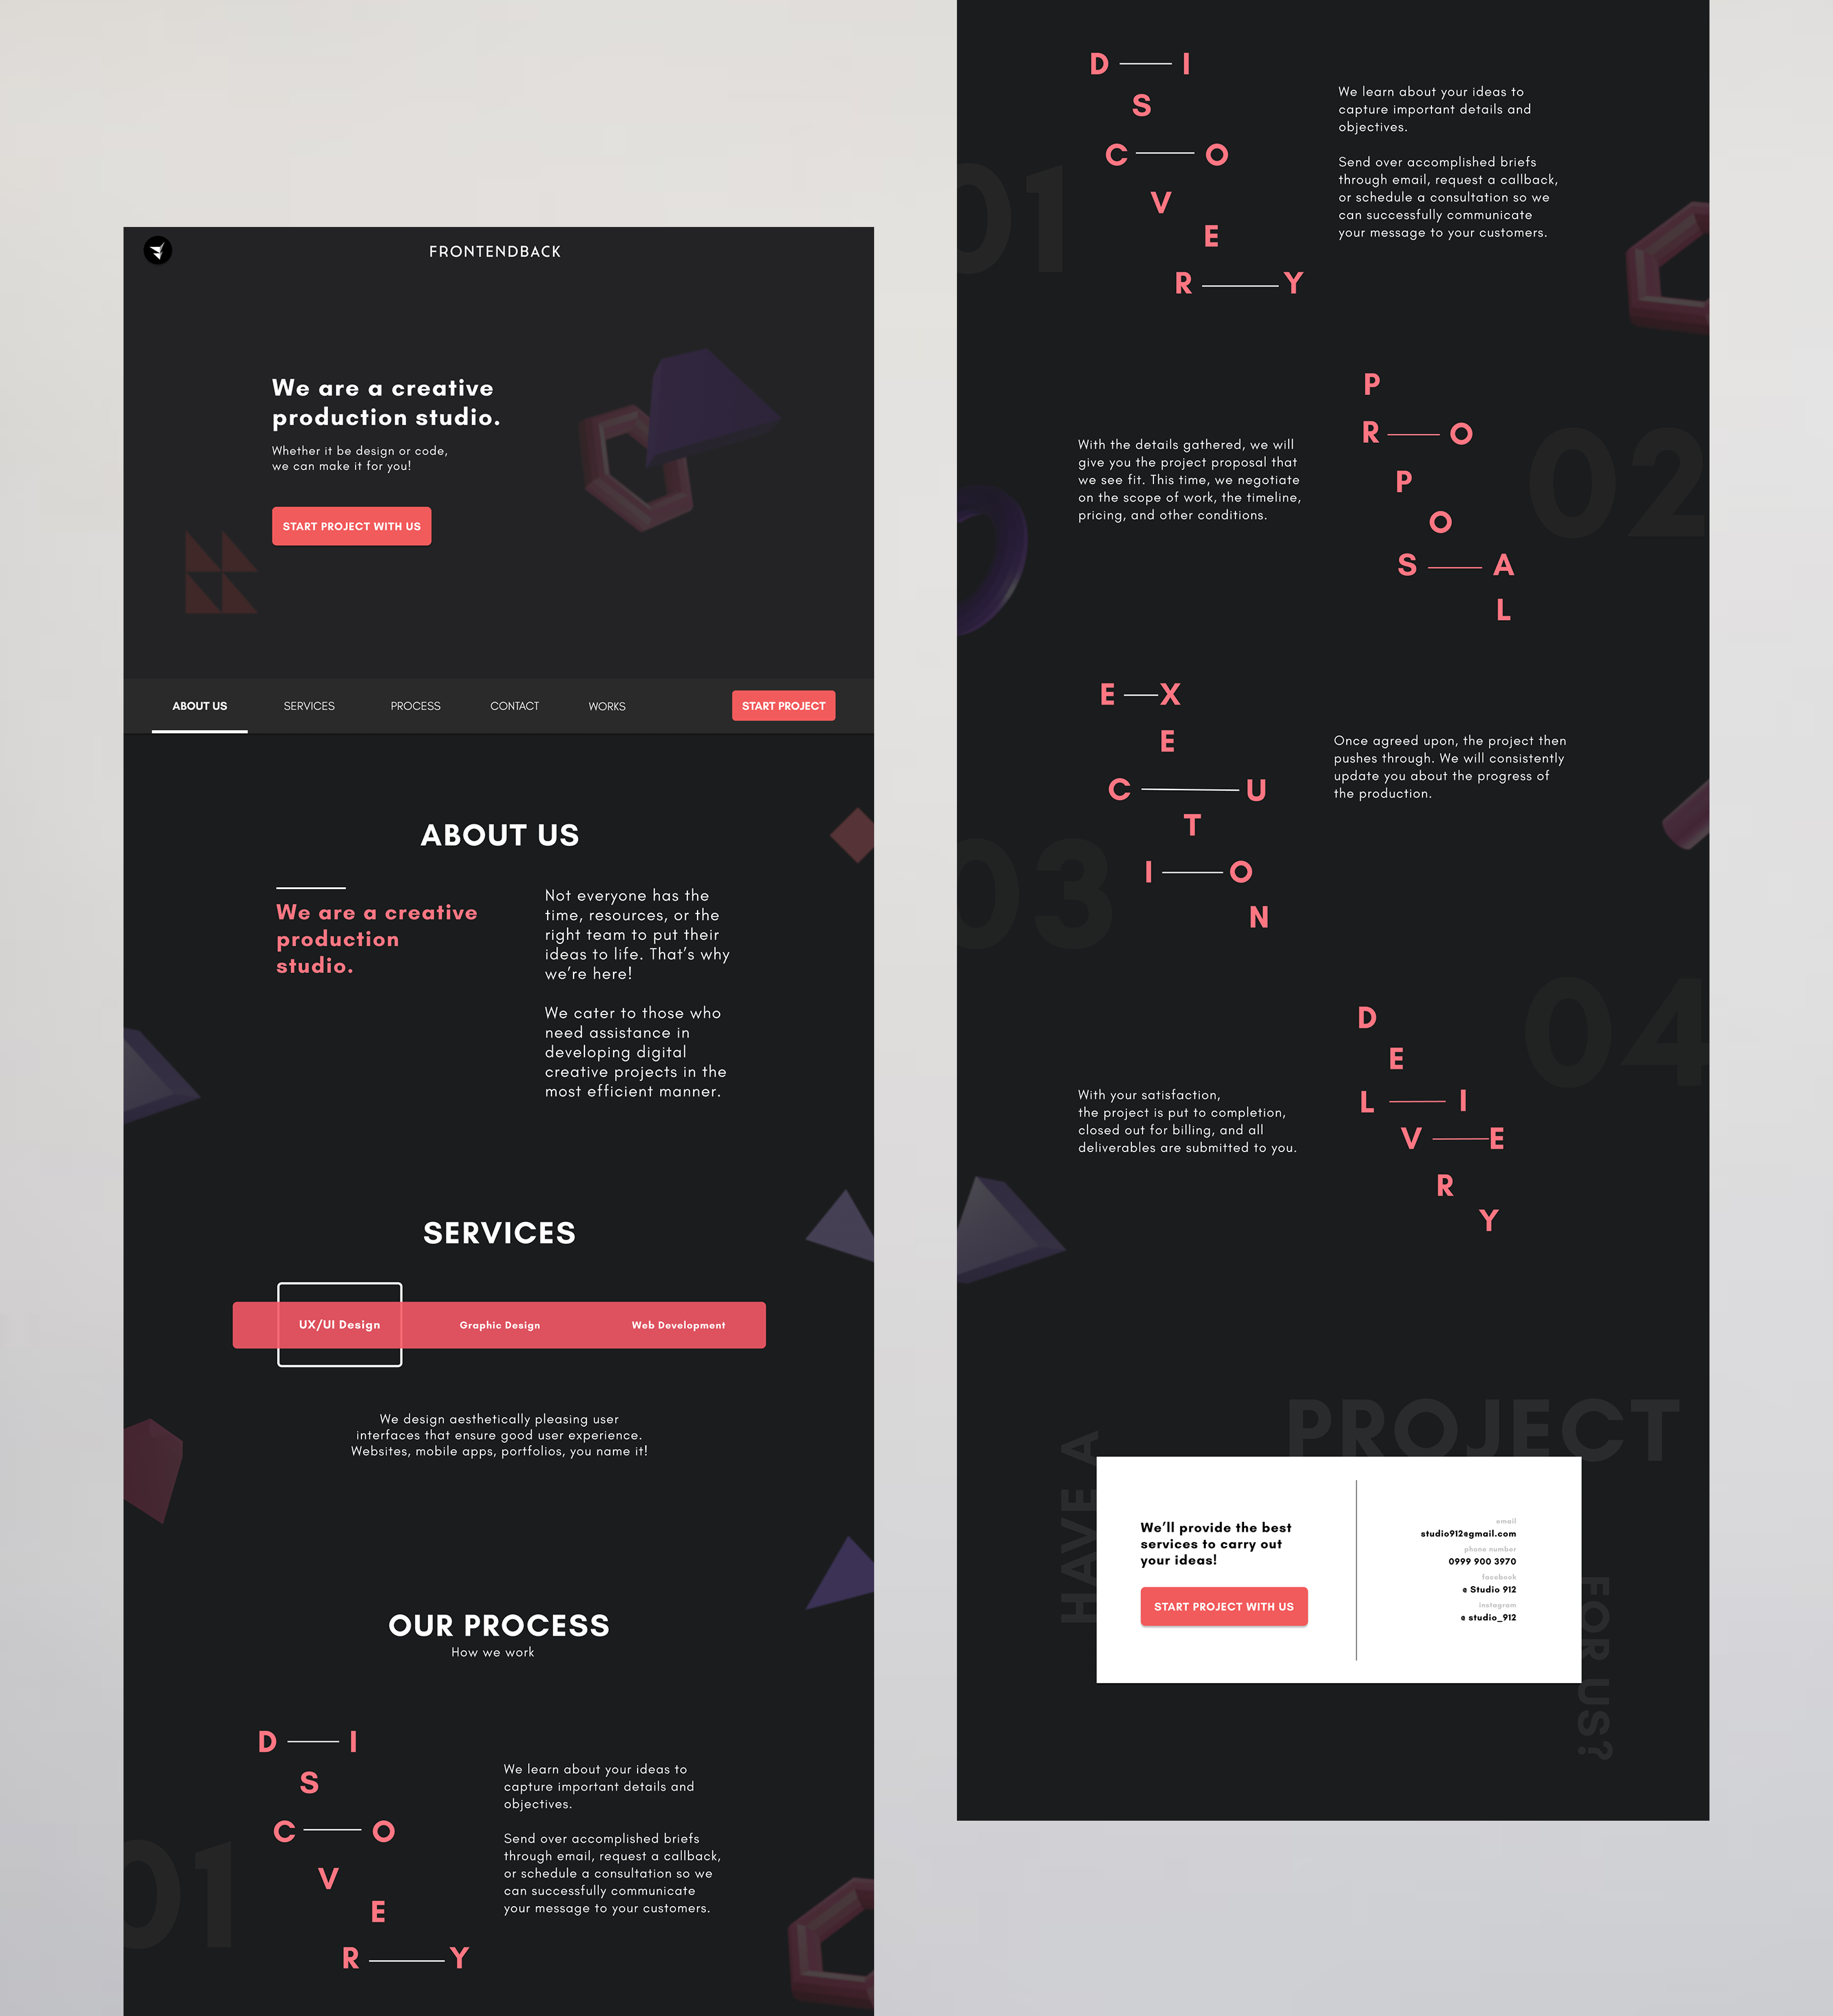 FRONTENDBACK
We are a creative
production studio.
Whether it be design or code,
we can make it for you!
START PROJECT WITH US
ABOUT US SERVICES PROCESS CONTACT WORKS START PROJECT
ABOUT US
We are a creative
production
studio.
Not everyone has the
time, resources, or the
right team to put their
ideas to life. That's why
we're here!
We cater to those who
need assistance in
developing digital
creative projects in the
most efficient manner.
SERVICES
UX/UI Design Graphic Design Web Development
We design aesthetically pleasing user
interfaces that ensure good user experience.
Websites, mobile apps, portfolios, you name it!
OUR PROCESS
How we work
01
D I
S
C O
V
E
R Y
We learn about your ideas to
capture important details and
objectives.
Send over accomplished briefs
through email, request a callback,
or schedule a consultation so we
can successfully communicate
your message to your customers.
01
D I
S
C O
V
E
R Y
We learn about your ideas to
capture important details and
objectives.
Send over accomplished briefs
through email, request a callback,
or schedule a consultation so we
can successfully communicate
your message to your customers.
02
P
R O
P
O
S A
L
With the details gathered, we will
give you the project proposal that
we see fit. This time, we negotiate
on the scope of work, the timeline,
pricing, and other conditions.
03
E X
E
C U
T
I O
N
Once agreed upon, the project then
pushes through. We will consistently
update you about the progress of
the production.
04
D
E
L I
V E
R
Y
With your satisfaction,
the project is put to completion,
closed out for billing, and all
deliverables are submitted to you.
HAVE A
PROJECT
FOR US?
We'll provide the best
services to carry out
your ideas!
START PROJECT WITH US
email
studio912@gmail.com
phone number
0999 900 3970
facebook
@ Studio 912
instagram
@ studio_912